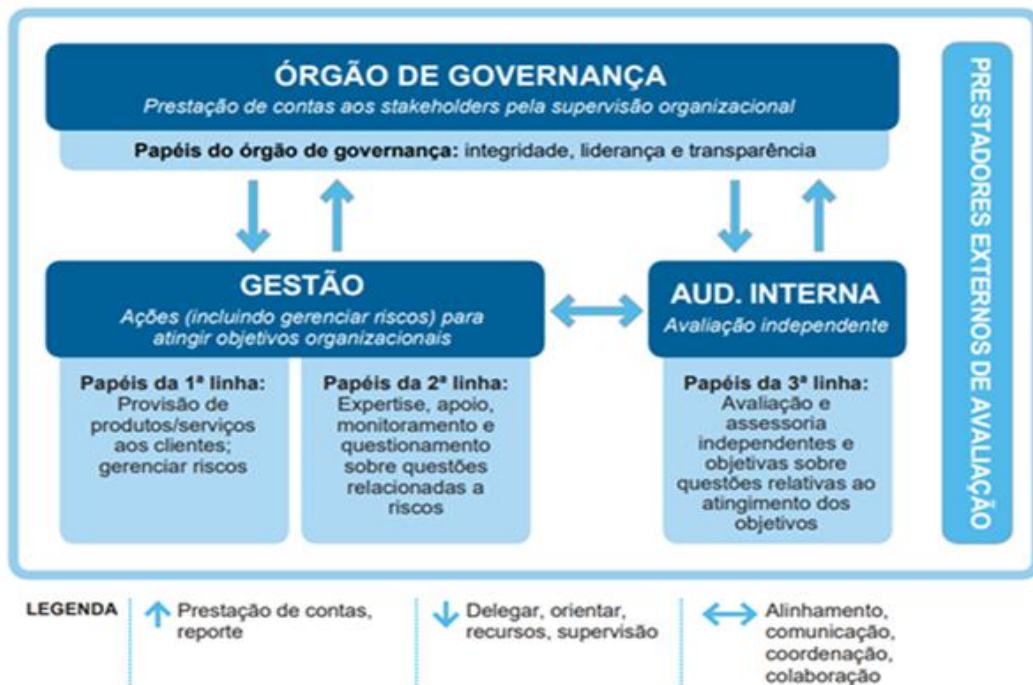 ÓRGÃO DE GOVERNANÇA
Prestação de contas aos stakeholders pela supervisão organizacional
Papéis do órgão de governança: integridade, liderança e transparência
GESTÃO
Ações (incluindo gerenciar riscos) para
atingir objetivos organizacionais
Papéis da 1ª linha:
Provisão de
produtos/serviços
aos clientes;
gerenciar riscos
Papéis da 2ª linha:
Expertise, apoio,
monitoramento e
questionamento
sobre questões
relacionadas a
riscos
AUD. INTERNA
Avaliação independente
Papéis da 3ª linha:
Avaliação e
assessoria
independentes e
objetivas sobre
questões relativas ao
atingimento dos
objetivos
PRESTADORES EXTERNOS DE AVALIAÇÃO
LEGENDA
Prestação de contas,
reporte
Delegar, orientar,
recursos, supervisão
Alinhamento,
comunicação,
coordenação,
colaboração